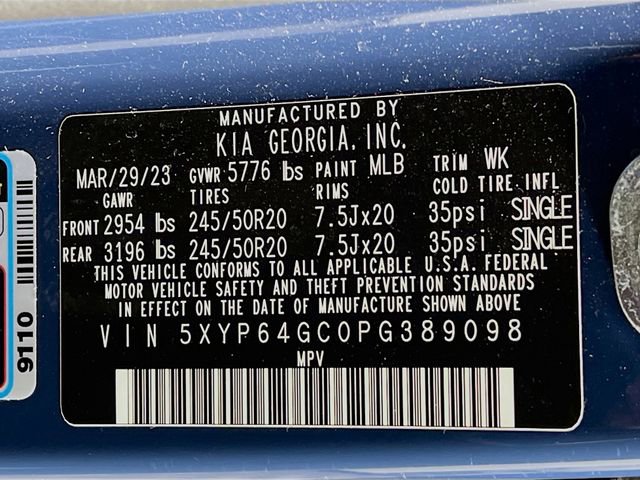 MANUFACTURED BY
KIA GEORGIA, INC.
MAR/29/23 GVWR 5776 lbs PAINT MLB TRIM WK
GAWR TIRES RIMS COLD TIRE INFL
FRONT 2954 lbs 245/50R20 7.5Jx20 35psi SINGLE
REAR 3196 lbs 245/50R20 7.5Jx20 35psi SINGLE
THIS VEHICLE CONFORMS TO ALL APPLICABLE U.S.A. FEDERAL
MOTOR VEHICLE SAFETY AND THEFT PREVENTION STANDARDS
IN EFFECT ON THE DATE OF MANUFACTURE SHOWN ABOVE
VIN 5XYP64GC0PG389098
MPV
9110